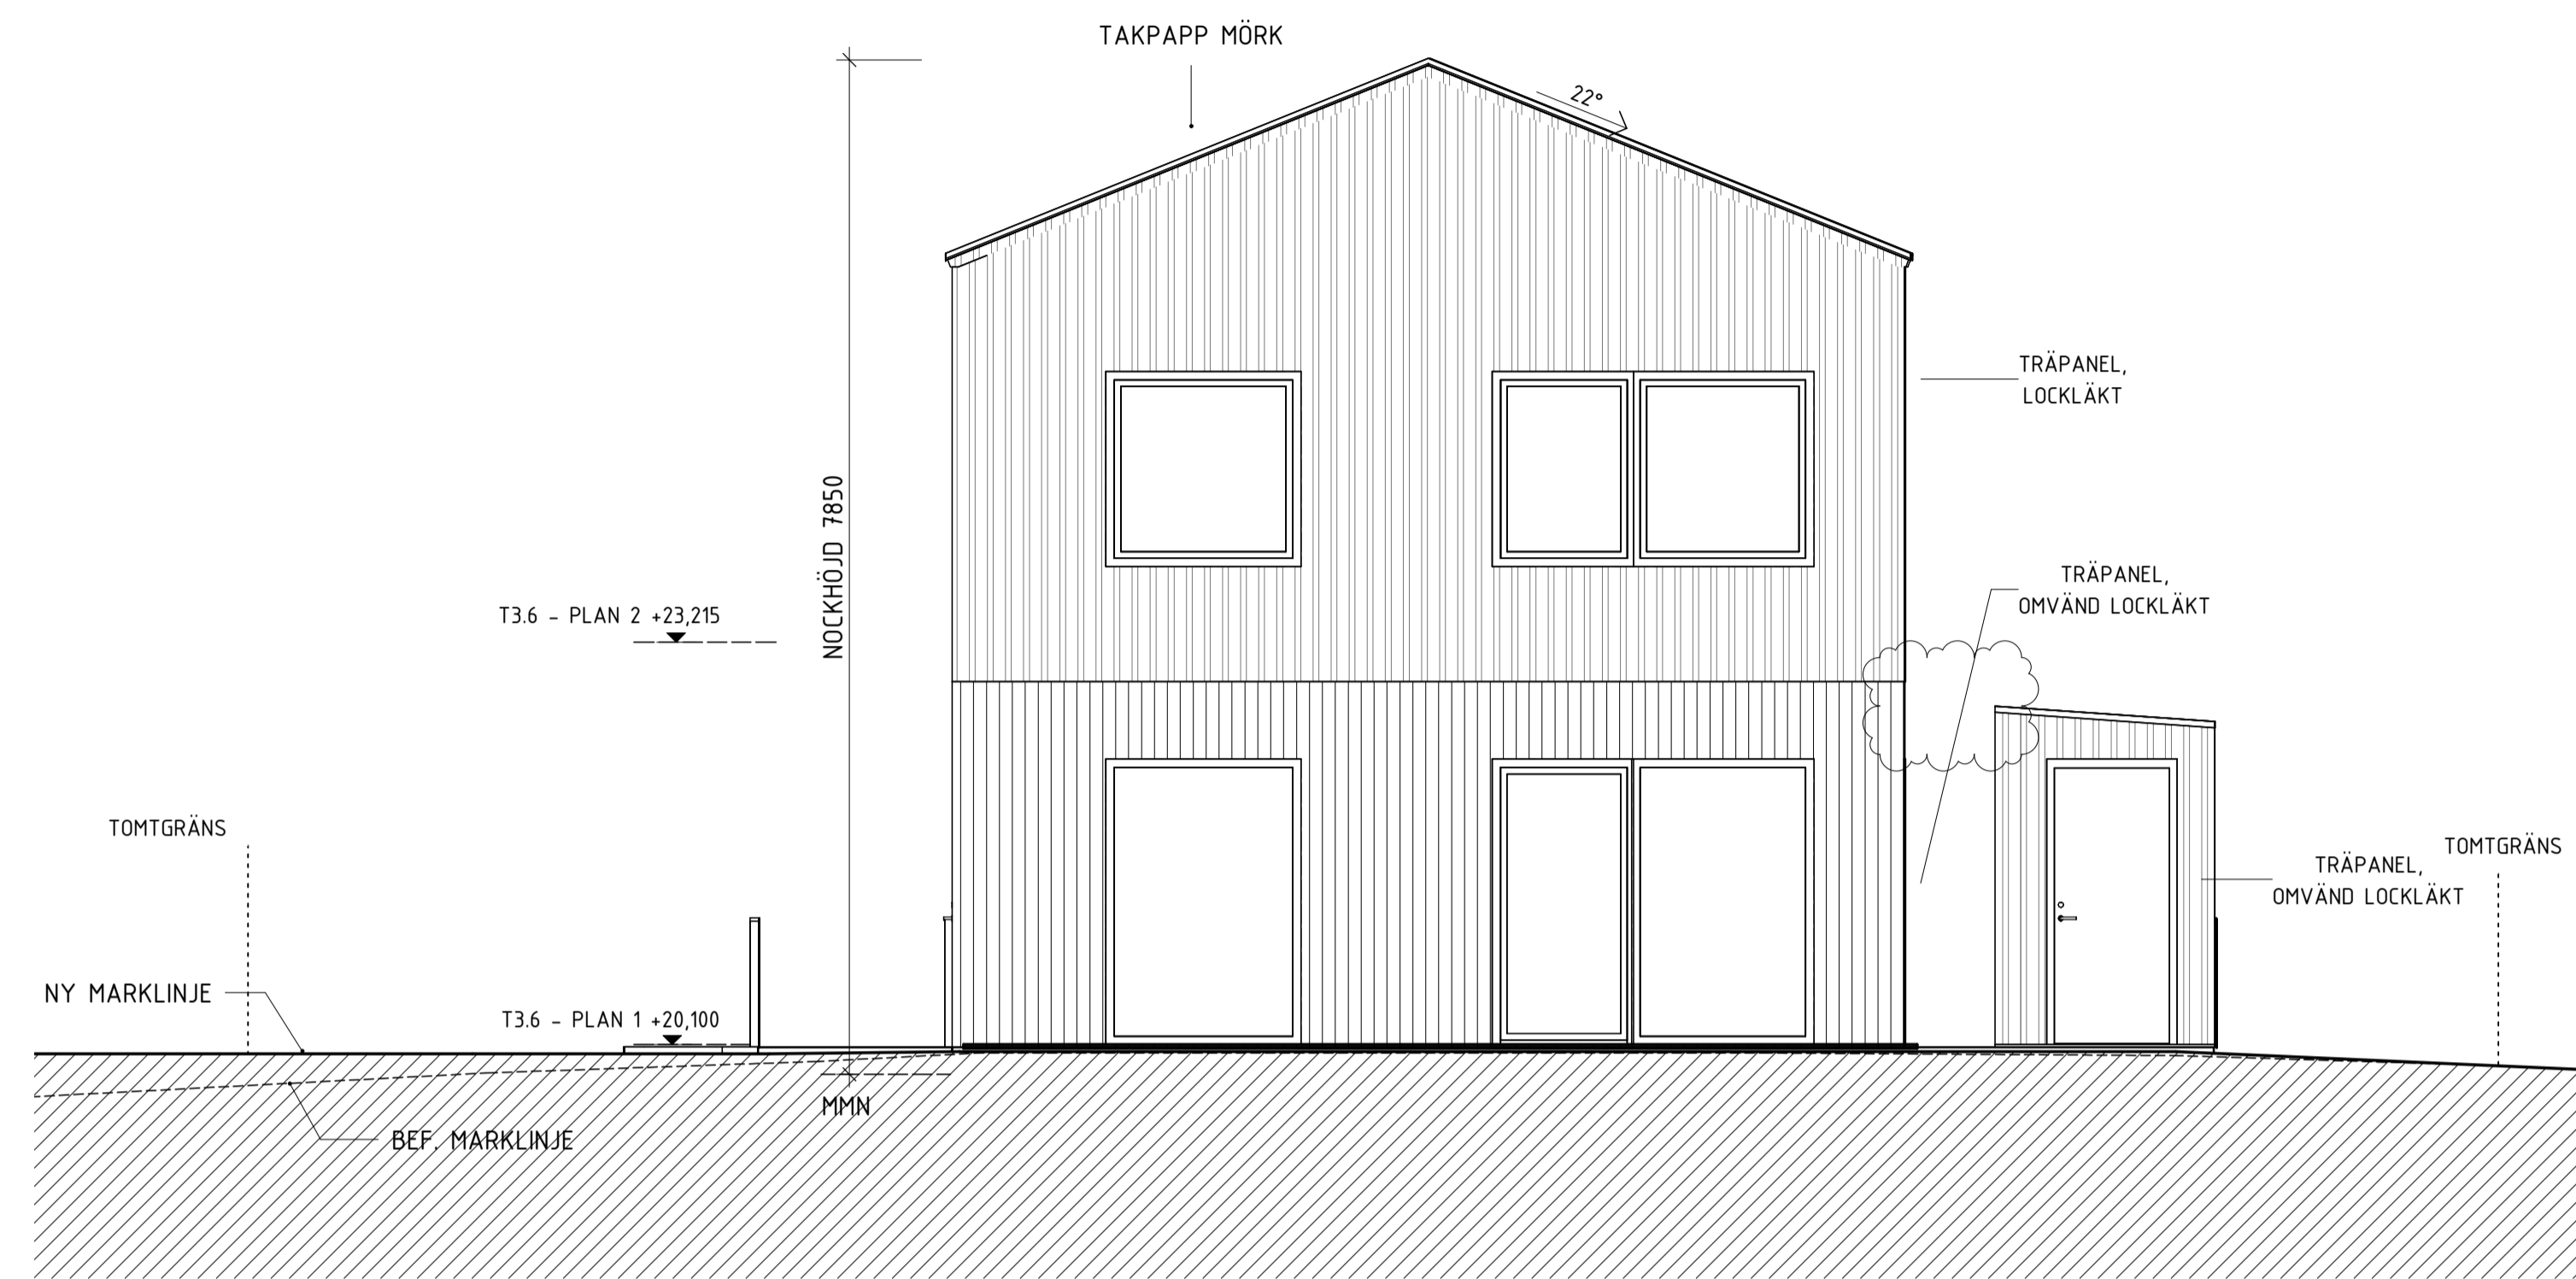 TAKPAPP MÖRK
22°
TRÄPANEL,
LOCKLÄKT
NOCKHÖJD 7850
TRÄPANEL,
OMVÄND LOCKLÄKT
T3.6 - PLAN 2 +23,215
TOMTGRÄNS
TOMTGRÄNS
TRÄPANEL,
OMVÄND LOCKLÄKT
NY MARKLINJE
T3.6 - PLAN 1 +20,100
MMN
BEF. MARKLINJE